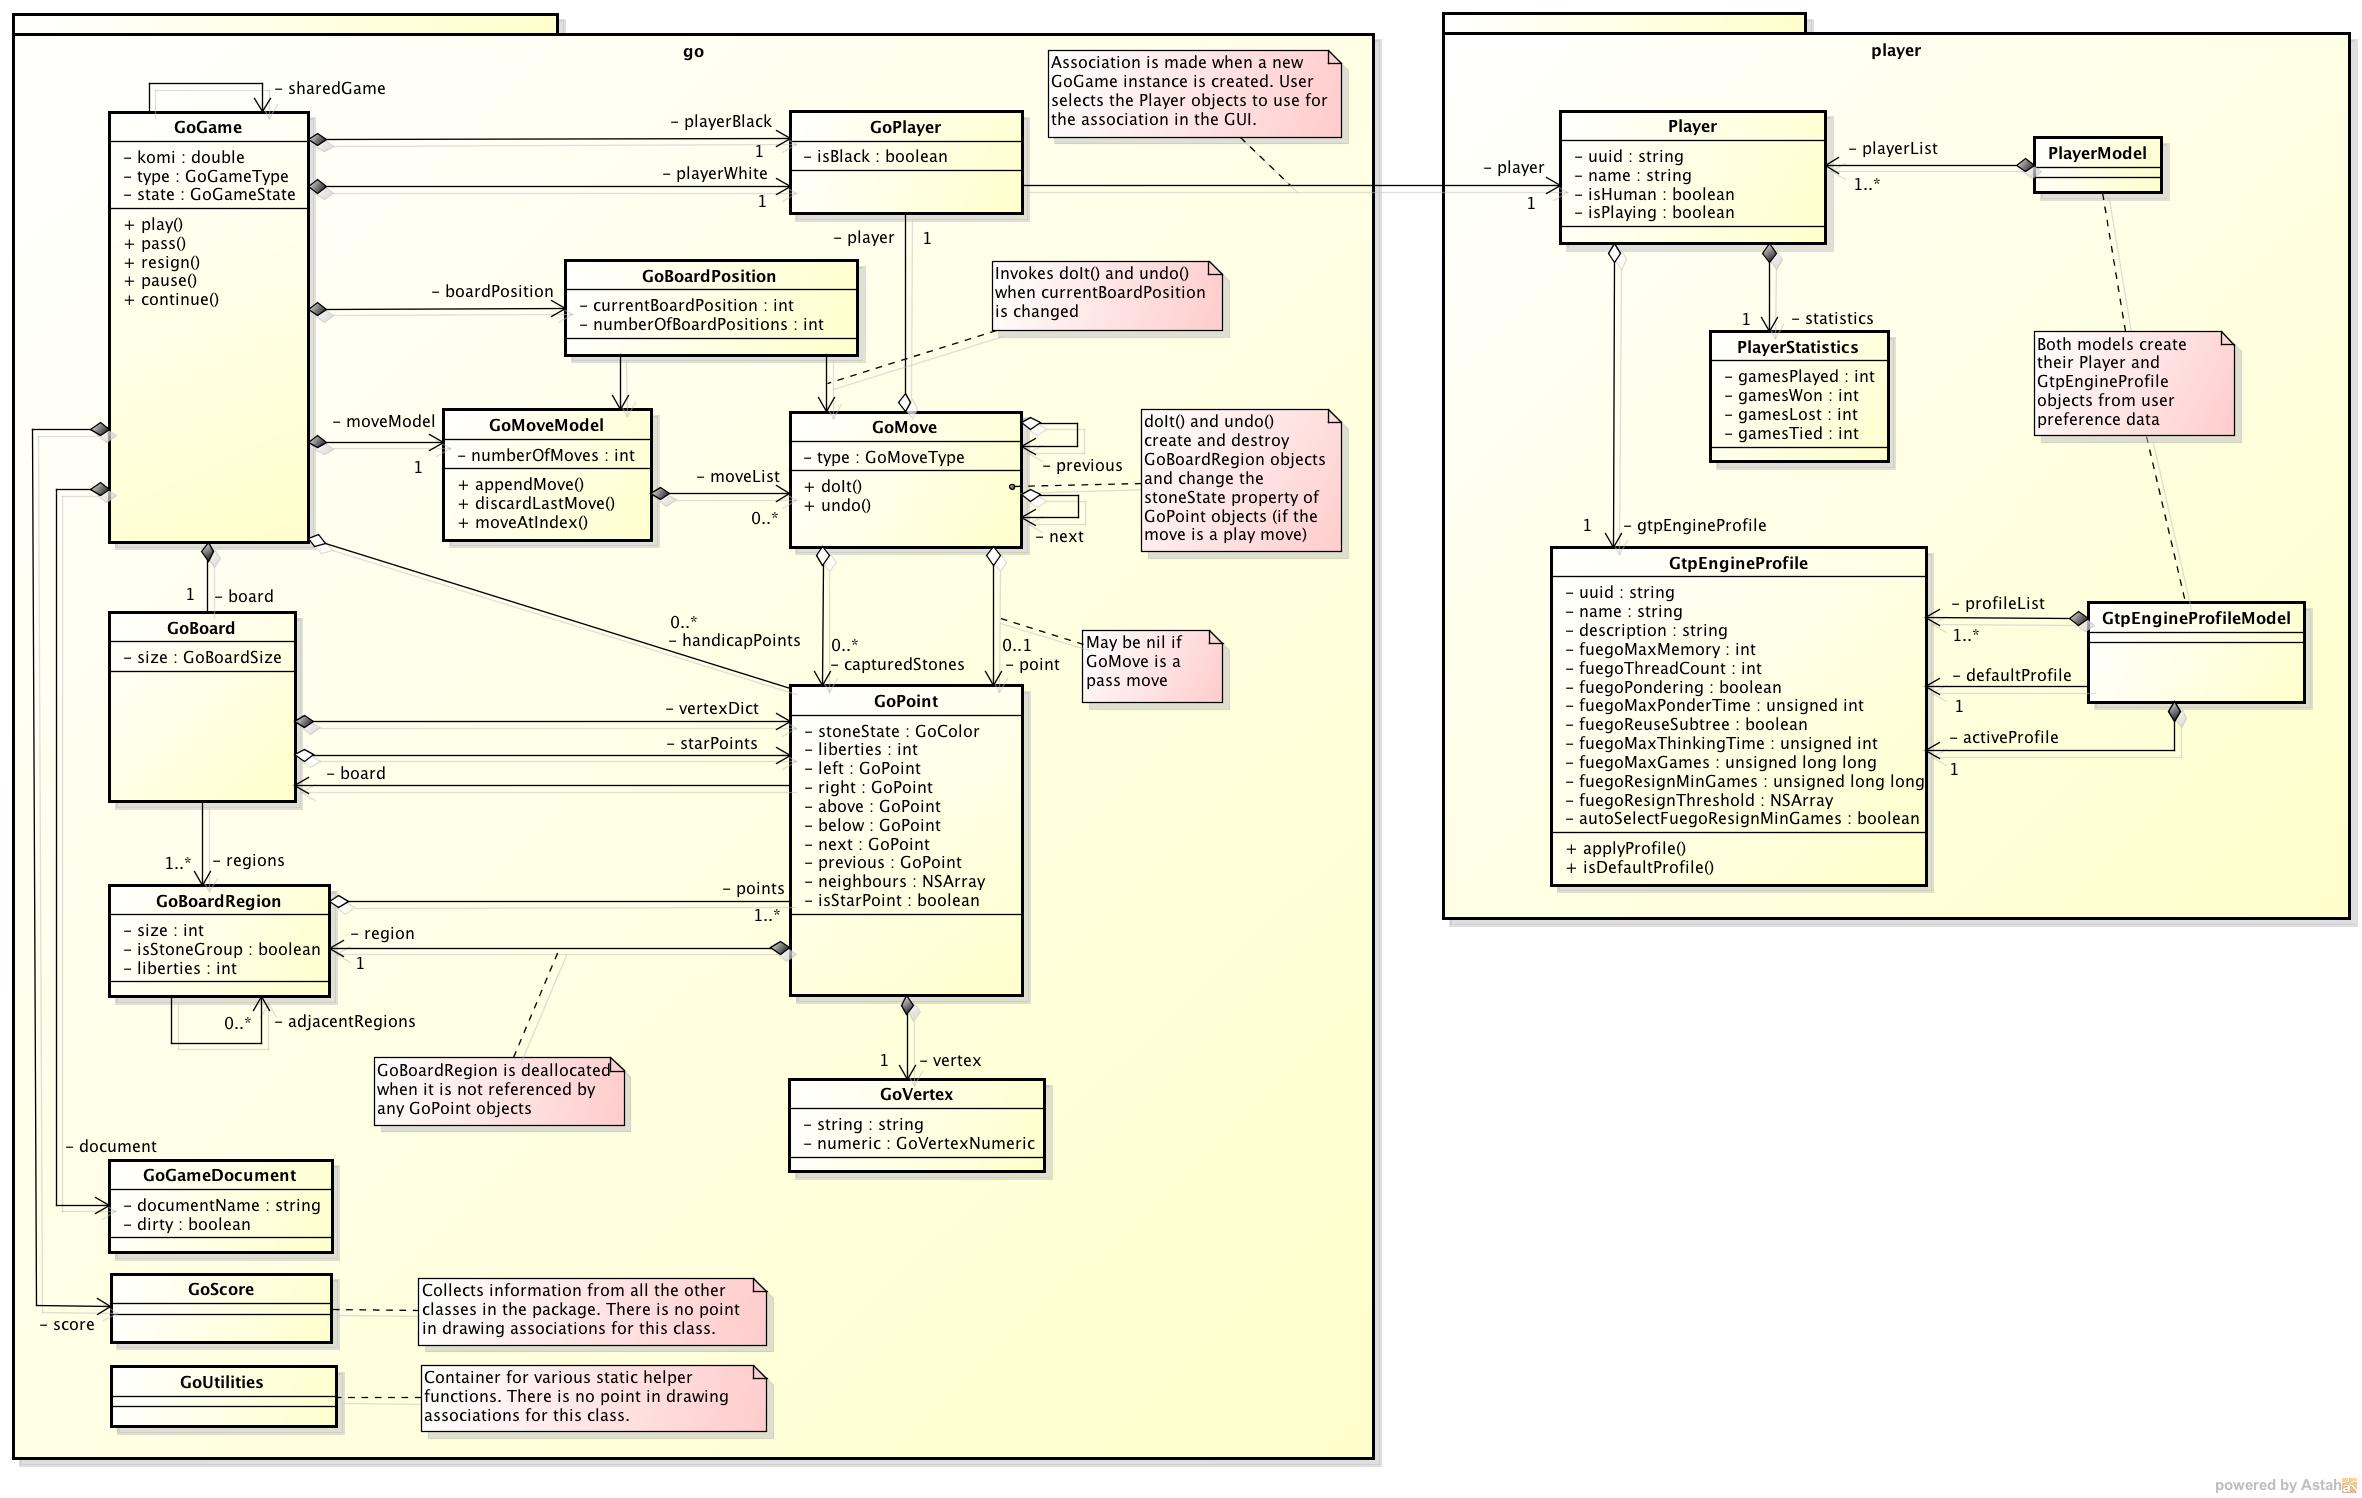 go
– sharedGame
GoGame
– komi : double
– type : GoGameType
– state : GoGameState
+ play()
+ pass()
+ resign()
+ pause()
+ continue()
– playerBlack
1
– playerWhite
1
GoPlayer
– isBlack : boolean
Association is made when a new
GoGame instance is created. User
selects the Player objects to use for
the association in the GUI.
– player
1
– player
1
– boardPosition
GoBoardPosition
– currentBoardPosition : int
– numberOfBoardPositions : int
Invokes doIt() and undo()
when currentBoardPosition
is changed
– moveModel
1
GoMoveModel
– numberOfMoves : int
+ appendMove()
+ discardLastMove()
+ moveAtIndex()
– moveList
0..*
GoMove
– type : GoMoveType
+ doIt()
+ undo()
– previous
– next
doIt() and undo()
create and destroy
GoBoardRegion objects
and change the
stoneState property of
GoPoint objects (if the
move is a play move)
1
– board
GoBoard
– size : GoBoardSize
0..*
– handicapPoints
0..*
– capturedStones
0..1
– point
May be nil if
GoMove is a
pass move
– vertexDict
– starPoints
– board
GoPoint
– stoneState : GoColor
– liberties : int
– left : GoPoint
– right : GoPoint
– above : GoPoint
– below : GoPoint
– next : GoPoint
– previous : GoPoint
– neighbours : NSArray
– isStarPoint : boolean
1..*
– regions
GoBoardRegion
– size : int
– isStoneGroup : boolean
– liberties : int
– points
1..*
– region
1
0..*
– adjacentRegions
GoBoardRegion is deallocated
when it is not referenced by
any GoPoint objects
1
– vertex
GoVertex
– string : string
– numeric : GoVertexNumeric
– document
GoGameDocument
– documentName : string
– dirty : boolean
GoScore
– score
Collects information from all the other
classes in the package. There is no point
in drawing associations for this class.
GoUtilities
Container for various static helper
functions. There is no point in drawing
associations for this class.
player
Player
– uuid : string
– name : string
– isHuman : boolean
– isPlaying : boolean
– playerList
1..*
PlayerModel
1
– statistics
PlayerStatistics
– gamesPlayed : int
– gamesWon : int
– gamesLost : int
– gamesTied : int
Both models create
their Player and
GtpEngineProfile
objects from user
preference data
1
– gtpEngineProfile
GtpEngineProfile
– uuid : string
– name : string
– description : string
– fuegoMaxMemory : int
– fuegoThreadCount : int
– fuegoPondering : boolean
– fuegoMaxPonderTime : unsigned int
– fuegoReuseSubtree : boolean
– fuegoMaxThinkingTime : unsigned int
– fuegoMaxGames : unsigned long long
– fuegoResignMinGames : unsigned long long
– fuegoResignThreshold : NSArray
– autoSelectFuegoResignMinGames : boolean
+ applyProfile()
+ isDefaultProfile()
– profileList
1..*
– defaultProfile
1
– activeProfile
1
GtpEngineProfileModel
powered by Astah